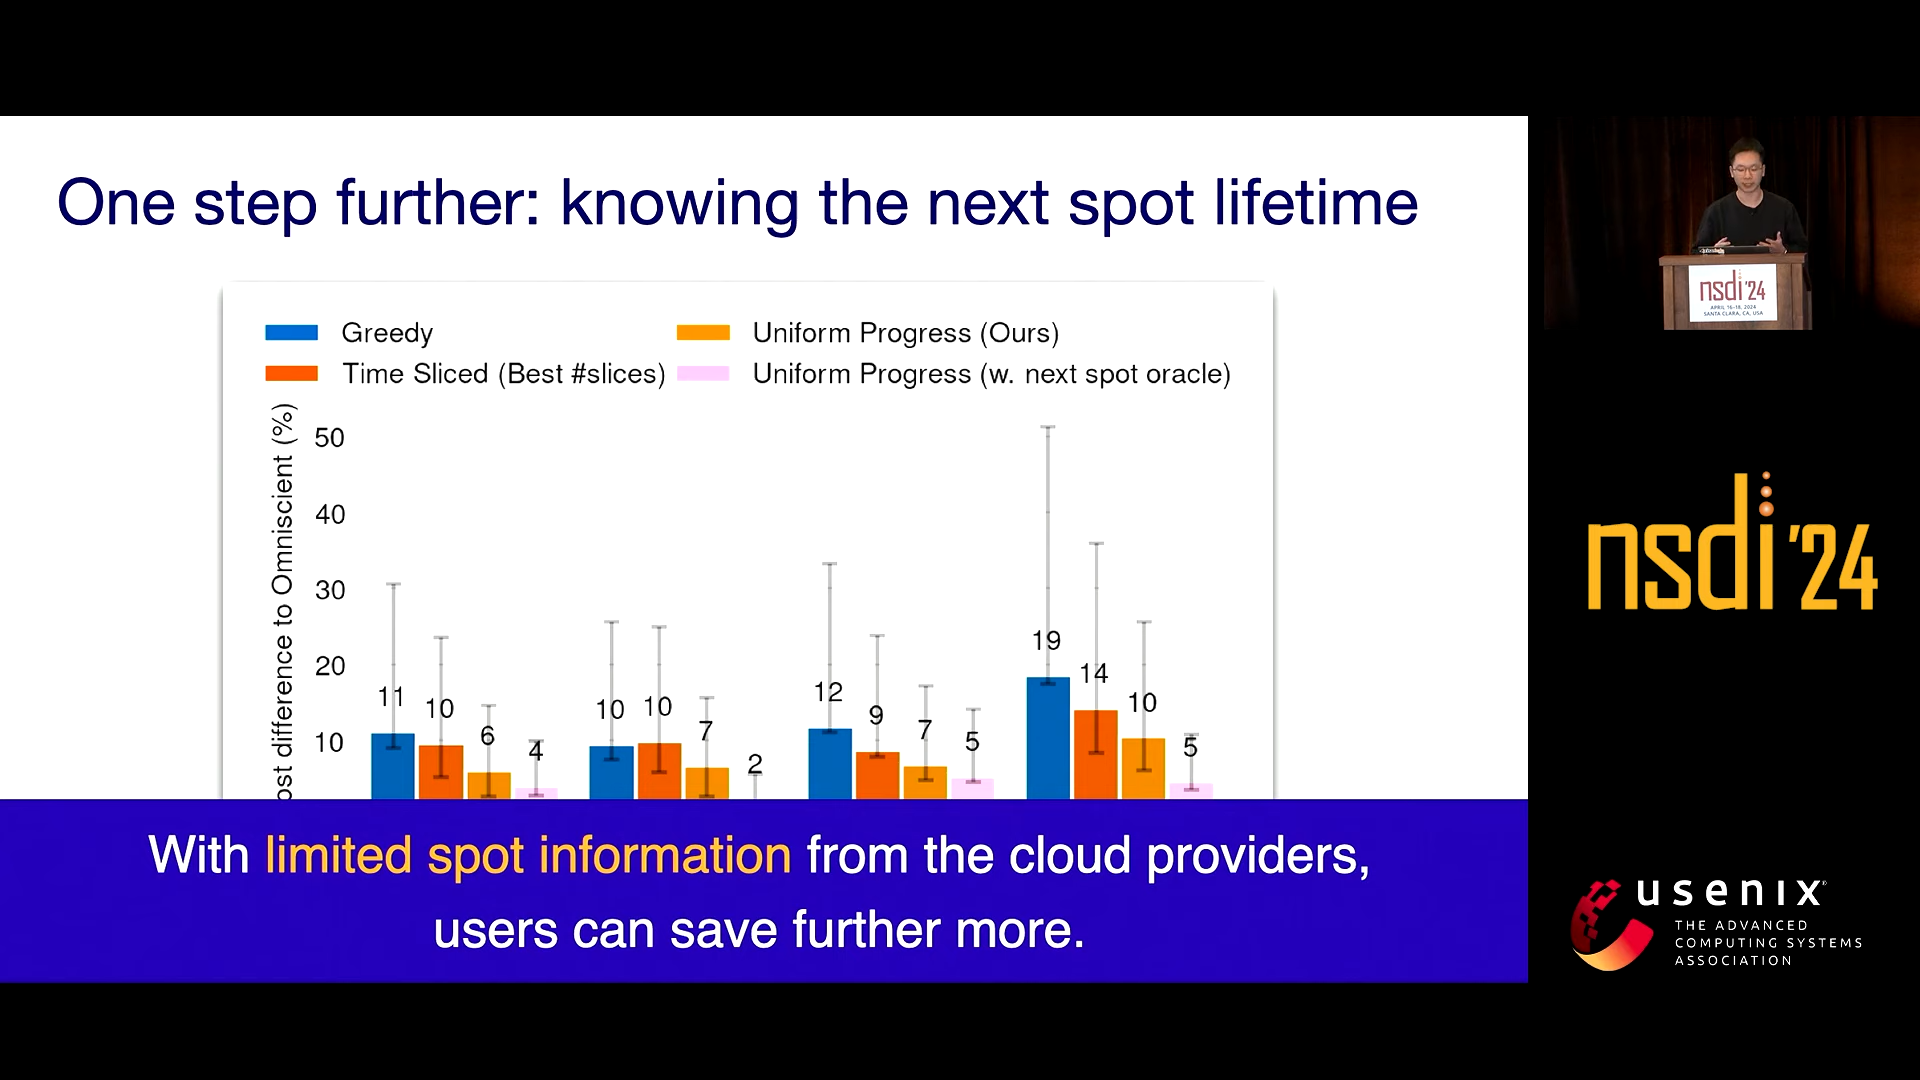 One step further: knowing the next spot lifetime
Greedy
Uniform Progress (Ours)
Time Sliced (Best #slices)
Uniform Progress (w. next spot oracle)
ost difference to Omniscient (%)
50
40
30
20
10
11
10
6
4
10
10
7
2
12
9
7
5
19
14
10
5
With limited spot information from the cloud providers,
users can save further more.
nsdi '24
APRIL 16–18, 2024
SANTA CLARA, CA, USA
nsdi '24
usenix®
THE ADVANCED
COMPUTING SYSTEMS
ASSOCIATION